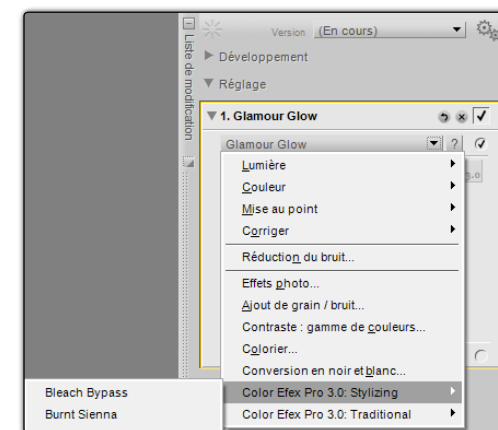 Liste de modification
Version (En cours)
Développement
Réglage
1. Glamour Glow
Glamour Glow ?
Lumière
Couleur
Mise au point
Corriger
Réduction du bruit...
Effets photo...
Ajout de grain / bruit...
Contraste : gamme de couleurs...
Colorier...
Conversion en noir et blanc...
Color Efex Pro 3.0: Stylizing
Color Efex Pro 3.0: Traditional
Bleach Bypass
Burnt Sienna